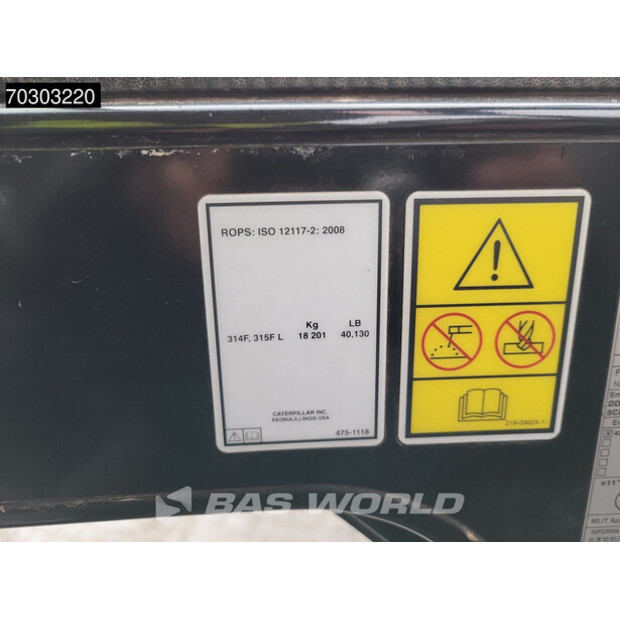 70303220
ROPS: ISO 12117-2: 2008
Kg LB
314F, 315F L 18 201 40,130
CATERPILLAR INC.
PEORIA,ILLINOIS USA
475-1118
BAS WORLD
MLIT